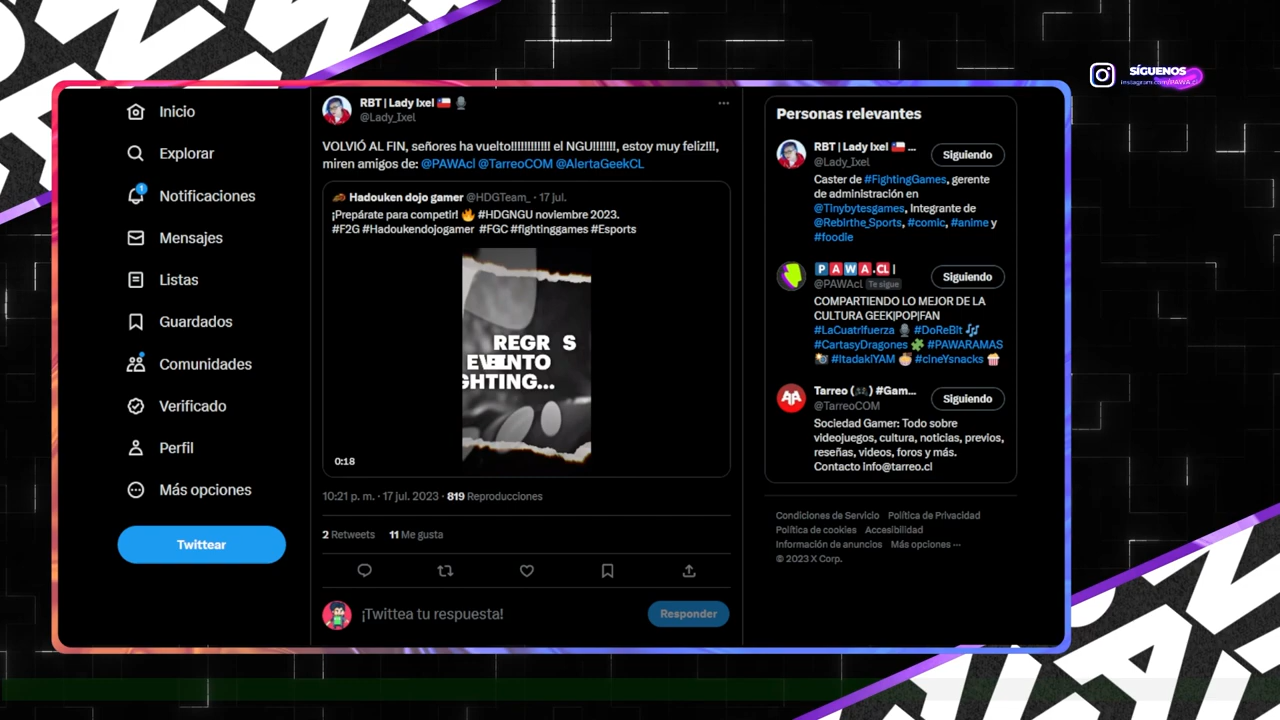 SÍGUENOS
Inicio
Explorar
1
Notificaciones
Mensajes
Listas
Guardados
Comunidades
Verificado
Perfil
Más opciones
Twittear
RBT | Lady Ixel 🇨🇱 🎙️
@Lady_Ixel
VOLVIÓ AL FIN, señores ha vuelto!!!!!!!!!!!! el NGU!!!!!!!, estoy muy feliz!!!,
miren amigos de: @PAWAcl @TarreoCOM @AlertaGeekCL
Hadouken dojo gamer @HDGTeam_ · 17 jul.
¡Prepárate para competir! 🔥 #HDGNGU noviembre 2023.
#F2G #Hadoukendojogamer #FGC #fightinggames #Esports
REGR S
GHTING...
0:18
10:21 p. m. · 17 jul. 2023 · 819 Reproducciones
2 Retweets 11 Me gusta
¡Twittea tu respuesta!
Responder
Personas relevantes
RBT | Lady Ixel 🇨🇱 ...
@Lady_Ixel
Siguiendo
Caster de #FightingGames, gerente
de administración en
@Tinybytesgames, Integrante de
@Rebirthe_Sports, #comic, #anime y
#foodie
🅿🅰🆆🅰.🅲🅻 |
@PAWAcl Te sigue
Siguiendo
COMPARTIENDO LO MEJOR DE LA
CULTURA GEEK|POP|FAN
#LaCuatrifuerza 🎙️ #DoReBit 🎶
#CartasyDragones 🧩 #PAWARAMAS
📸 #ItadakiYAM 🍜 #cineYsnacks 🍿
Tarreo (🎮) #Gam...
@TarreoCOM
Siguiendo
Sociedad Gamer: Todo sobre
videojuegos, cultura, noticias, previos,
reseñas, videos, foros y más.
Contacto info@tarreo.cl
Condiciones de Servicio Política de Privacidad
Política de cookies Accesibilidad
Información de anuncios Más opciones ···
© 2023 X Corp.